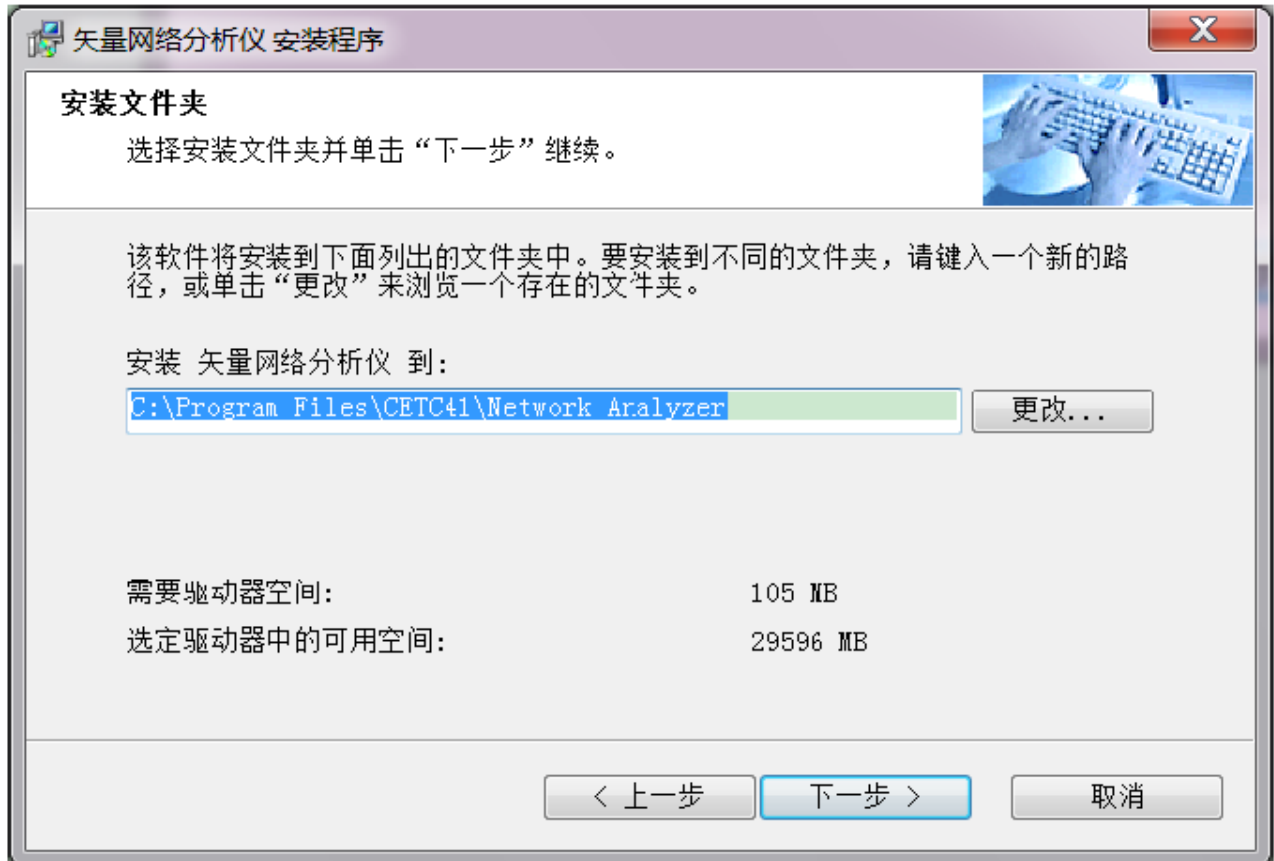 矢量网络分析仪 安装程序
安装文件夹
选择安装文件夹并单击“下一步”继续。
该软件将安装到下面列出的文件夹中。要安装到不同的文件夹，请键入一个新的路
径，或单击“更改”来浏览一个存在的文件夹。
安装 矢量网络分析仪 到:
C:\Program Files\CETC41\Network Analyzer
更改...
需要驱动器空间: 105 MB
选定驱动器中的可用空间: 29596 MB
< 上一步 下一步 > 取消